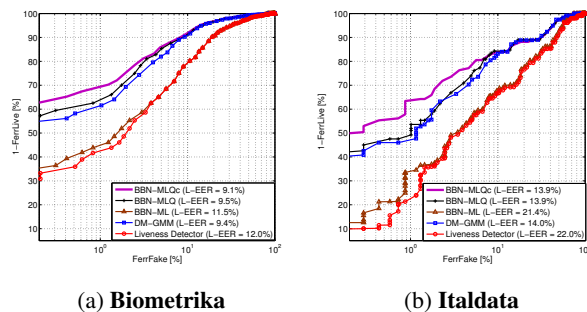 100
90
80
70
60
50
40
30
20
10
10^0
10^1
10^2
1-FerrLive [%]
FerrFake [%]
BBN-MLQc (L-EER = 9.1%)
BBN-MLQ (L-EER = 9.5%)
BBN-ML (L-EER = 11.5%)
DM-GMM (L-EER = 9.4%)
Liveness Detector (L-EER = 12.0%)
(a) Biometrika
100
90
80
70
60
50
40
30
20
10
10^0
10^1
10^2
1-FerrLive [%]
FerrFake [%]
BBN-MLQc (L-EER = 13.9%)
BBN-MLQ (L-EER = 13.9%)
BBN-ML (L-EER = 21.4%)
DM-GMM (L-EER = 14.0%)
Liveness Detector (L-EER = 22.0%)
(b) Italdata